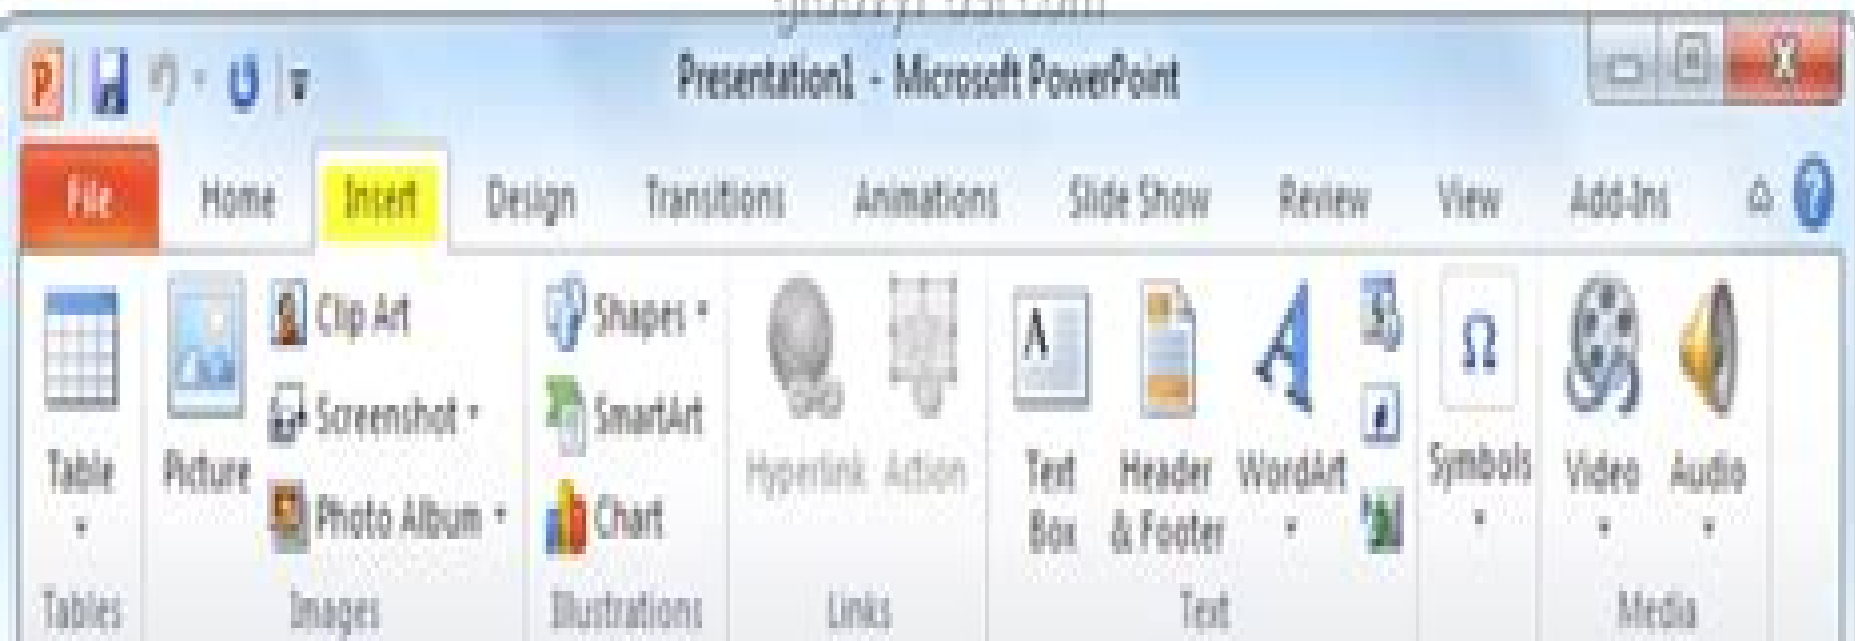 Presentation1 - Microsoft PowerPoint
File Home Insert Design Transitions Animations Slide Show Review View Add-Ins
Table
Tables
Picture
Clip Art
Screenshot
Photo Album
Images
Shapes
SmartArt
Chart
Illustrations
Hyperlink
Action
Links
Text
Box
Header
& Footer
WordArt
Text
Symbols
Video
Audio
Media